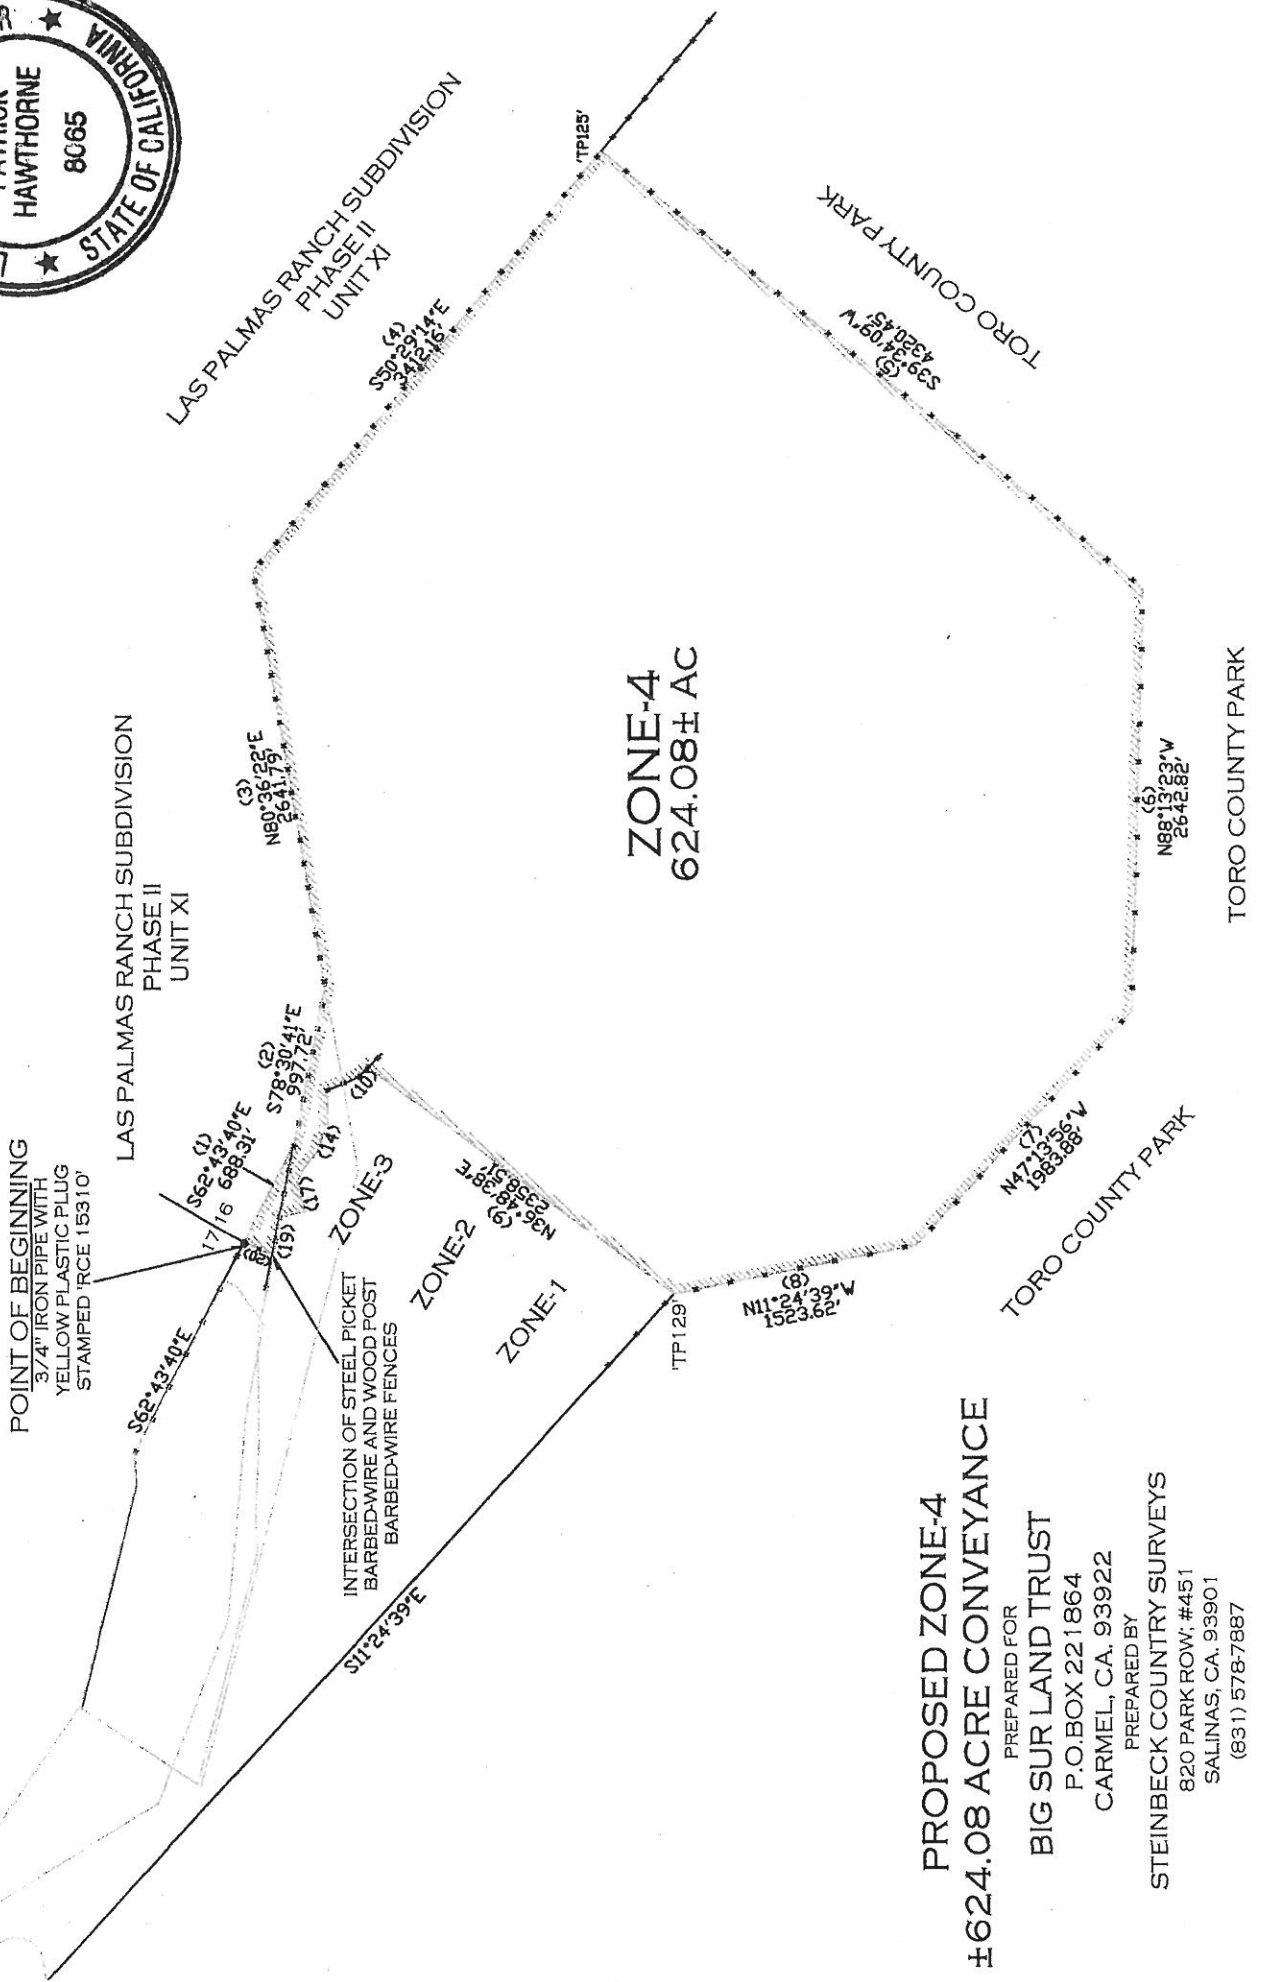 HAWTHORNE
8065
STATE OF CALIFORNIA
POINT OF BEGINNING
3/4" IRON PIPE WITH
YELLOW PLASTIC PLUG
STAMPED 'RCE 15310'
LAS PALMAS RANCH SUBDIVISION
PHASE II
UNIT XI
LAS PALMAS RANCH SUBDIVISION
PHASE II
UNIT XI
S62°43'40"E
17 16
(1)
S62°43'40"E
688.31'
(2)
S78°30'41"E
997.72'
(3)
N80°36'22"E
2641.79'
(4)
S50°29'14"E
3412.16'
'TP125'
(20)
(19)
(17)
(14)
(10)
ZONE-3
ZONE-2
ZONE-1
INTERSECTION OF STEEL PICKET
BARBED-WIRE AND WOOD POST
BARBED-WIRE FENCES
S11°24'39"E
(9)
N36°48'38"E
2358.51'
ZONE-4
624.08± AC
(5)
S39°34'09"W
4320.45'
TORO COUNTY PARK
'TP129'
(8)
N11°24'39"W
1523.62'
(7)
N47°13'56"W
1983.88'
TORO COUNTY PARK
(6)
N88°13'23"W
2642.82'
TORO COUNTY PARK
PROPOSED ZONE-4
±624.08 ACRE CONVEYANCE
PREPARED FOR
BIG SUR LAND TRUST
P.O.BOX 221864
CARMEL, CA. 93922
PREPARED BY
STEINBECK COUNTRY SURVEYS
820 PARK ROW; #451
SALINAS, CA. 93901
(831) 578-7887